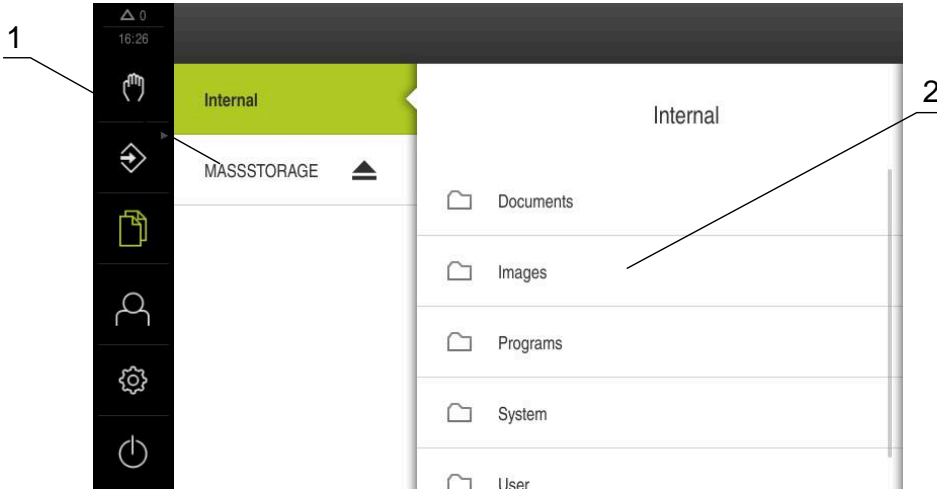 1
0
16:26
Internal
MASSSTORAGE
Internal
2
Documents
Images
Programs
System
User